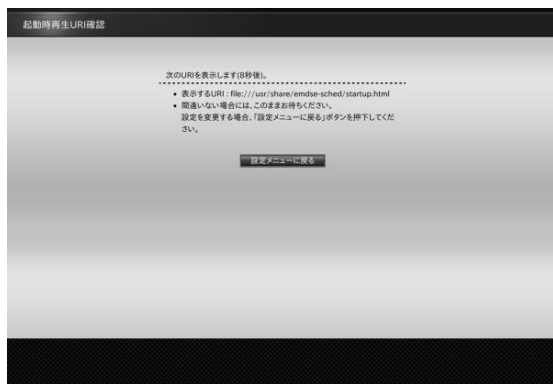 起動時再生URI確認
次のURIを表示します(8秒後)。
• 表示するURI : file:///usr/share/emdse-sched/startup.html
• 間違いない場合には、このままお待ちください。
設定を変更する場合、「設定メニューに戻る」ボタンを押下してくだ
さい。
設定メニューに戻る